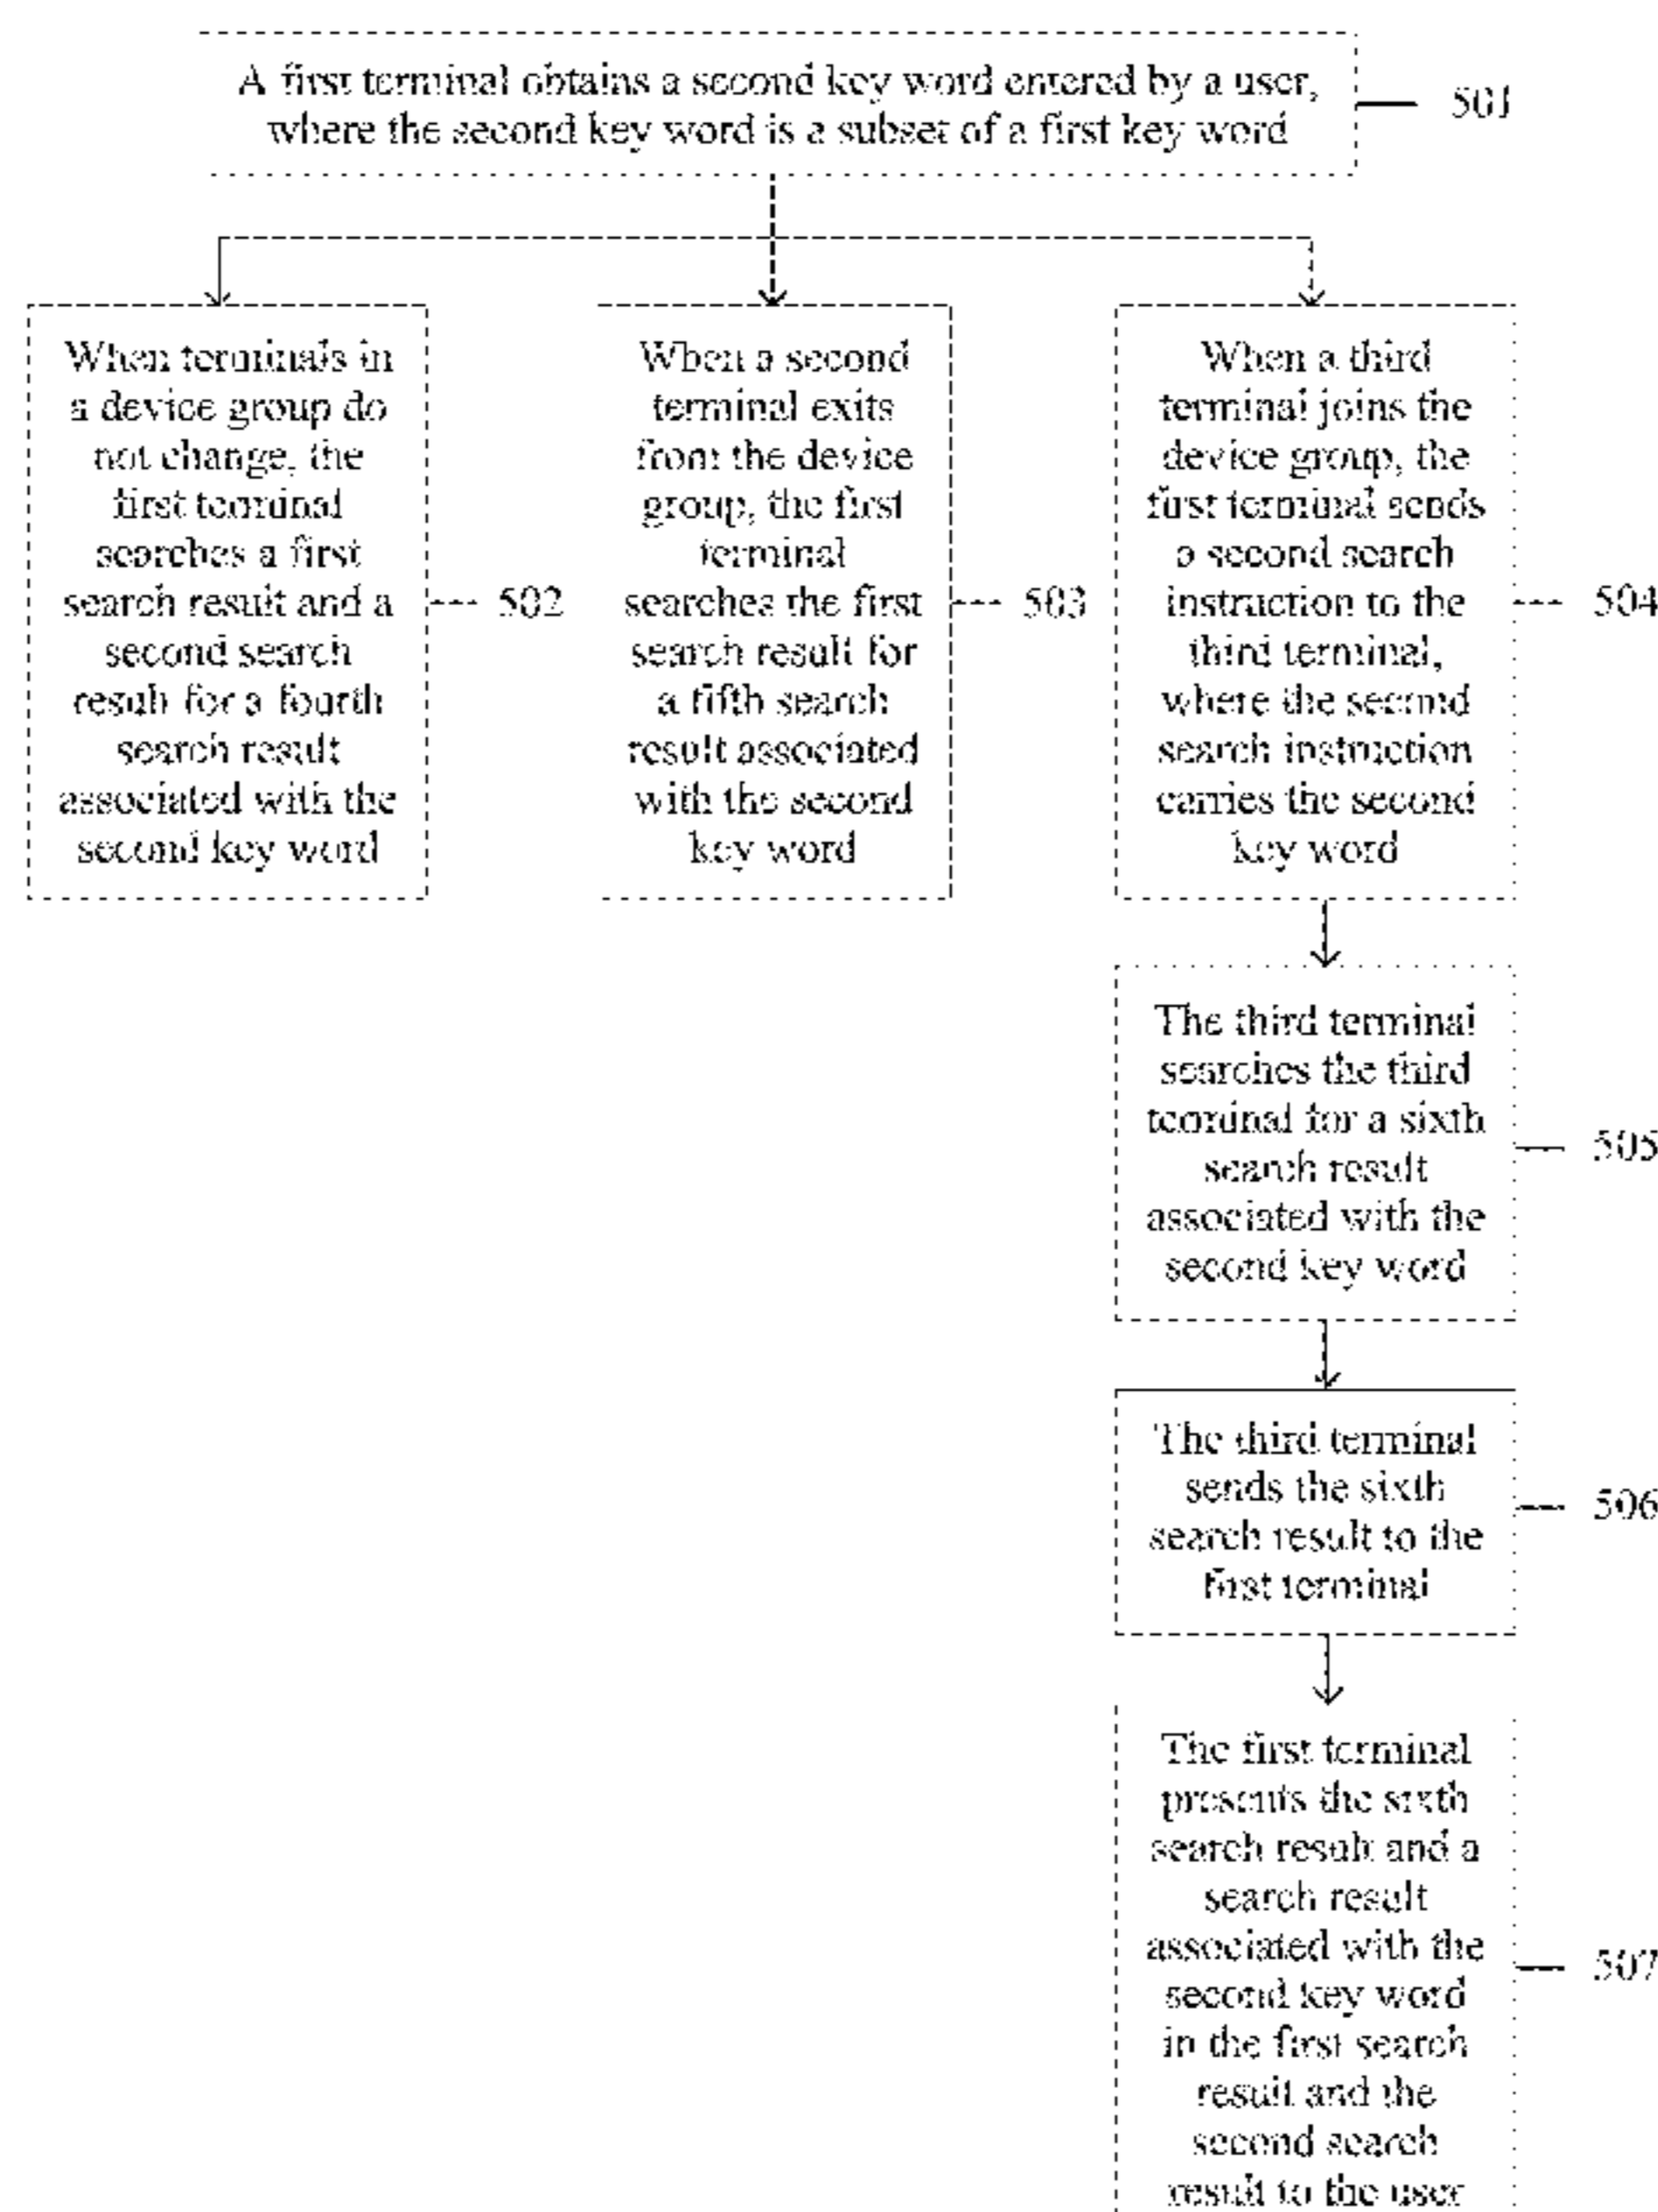 A first terminal obtains a second key word entered by a user,
where the second key word is a subset of a first key word
501
When terminals in
a device group do
not change, the
first terminal
searches a first
search result and a
second search
result for a fourth
search result
associated with the
second key word
502
When a second
terminal exits
from the device
group, the first
terminal
searches the first
search result for
a fifth search
result associated
with the second
key word
503
When a third
terminal joins the
device group, the
first terminal sends
a second search
instruction to the
third terminal,
where the second
search instruction
carries the second
key word
504
The third terminal
searches the third
terminal for a sixth
search result
associated with the
second key word
505
The third terminal
sends the sixth
search result to the
first terminal
506
The first terminal
presents the sixth
search result and a
search result
associated with the
second key word
in the first search
result and the
second search
result to the user
507